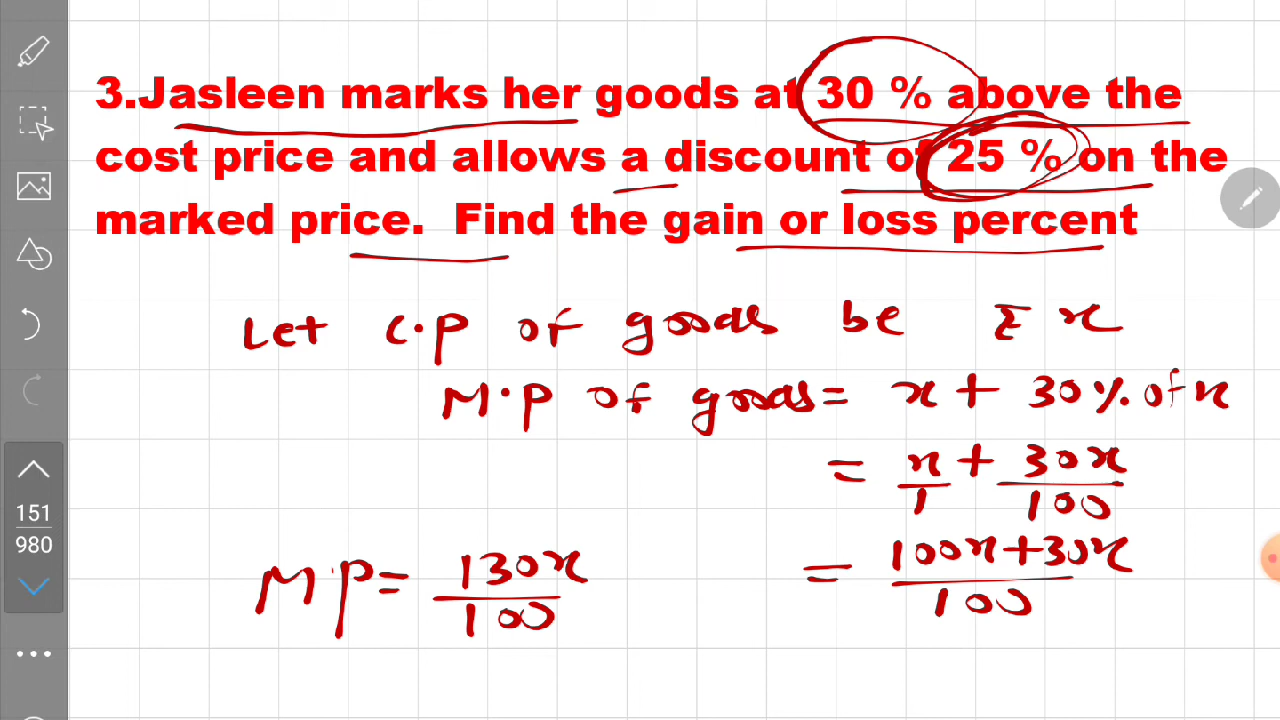 3.Jasleen marks her goods at 30 % above the
cost price and allows a discount of 25 % on the
marked price. Find the gain or loss percent
Let C.P of goods be ₹ x
M.P of goods = x + 30% of x
= x/1 + 30x/100
= 100x+30x/100
M.P = 130x/100
151
980